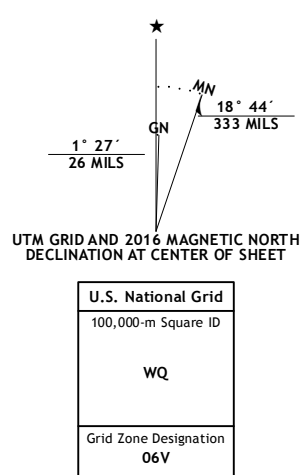 ★
MN
GN
18° 44´
333 MILS
1° 27´
26 MILS
UTM GRID AND 2016 MAGNETIC NORTH
DECLINATION AT CENTER OF SHEET
U.S. National Grid
100,000-m Square ID
WQ
Grid Zone Designation
06V